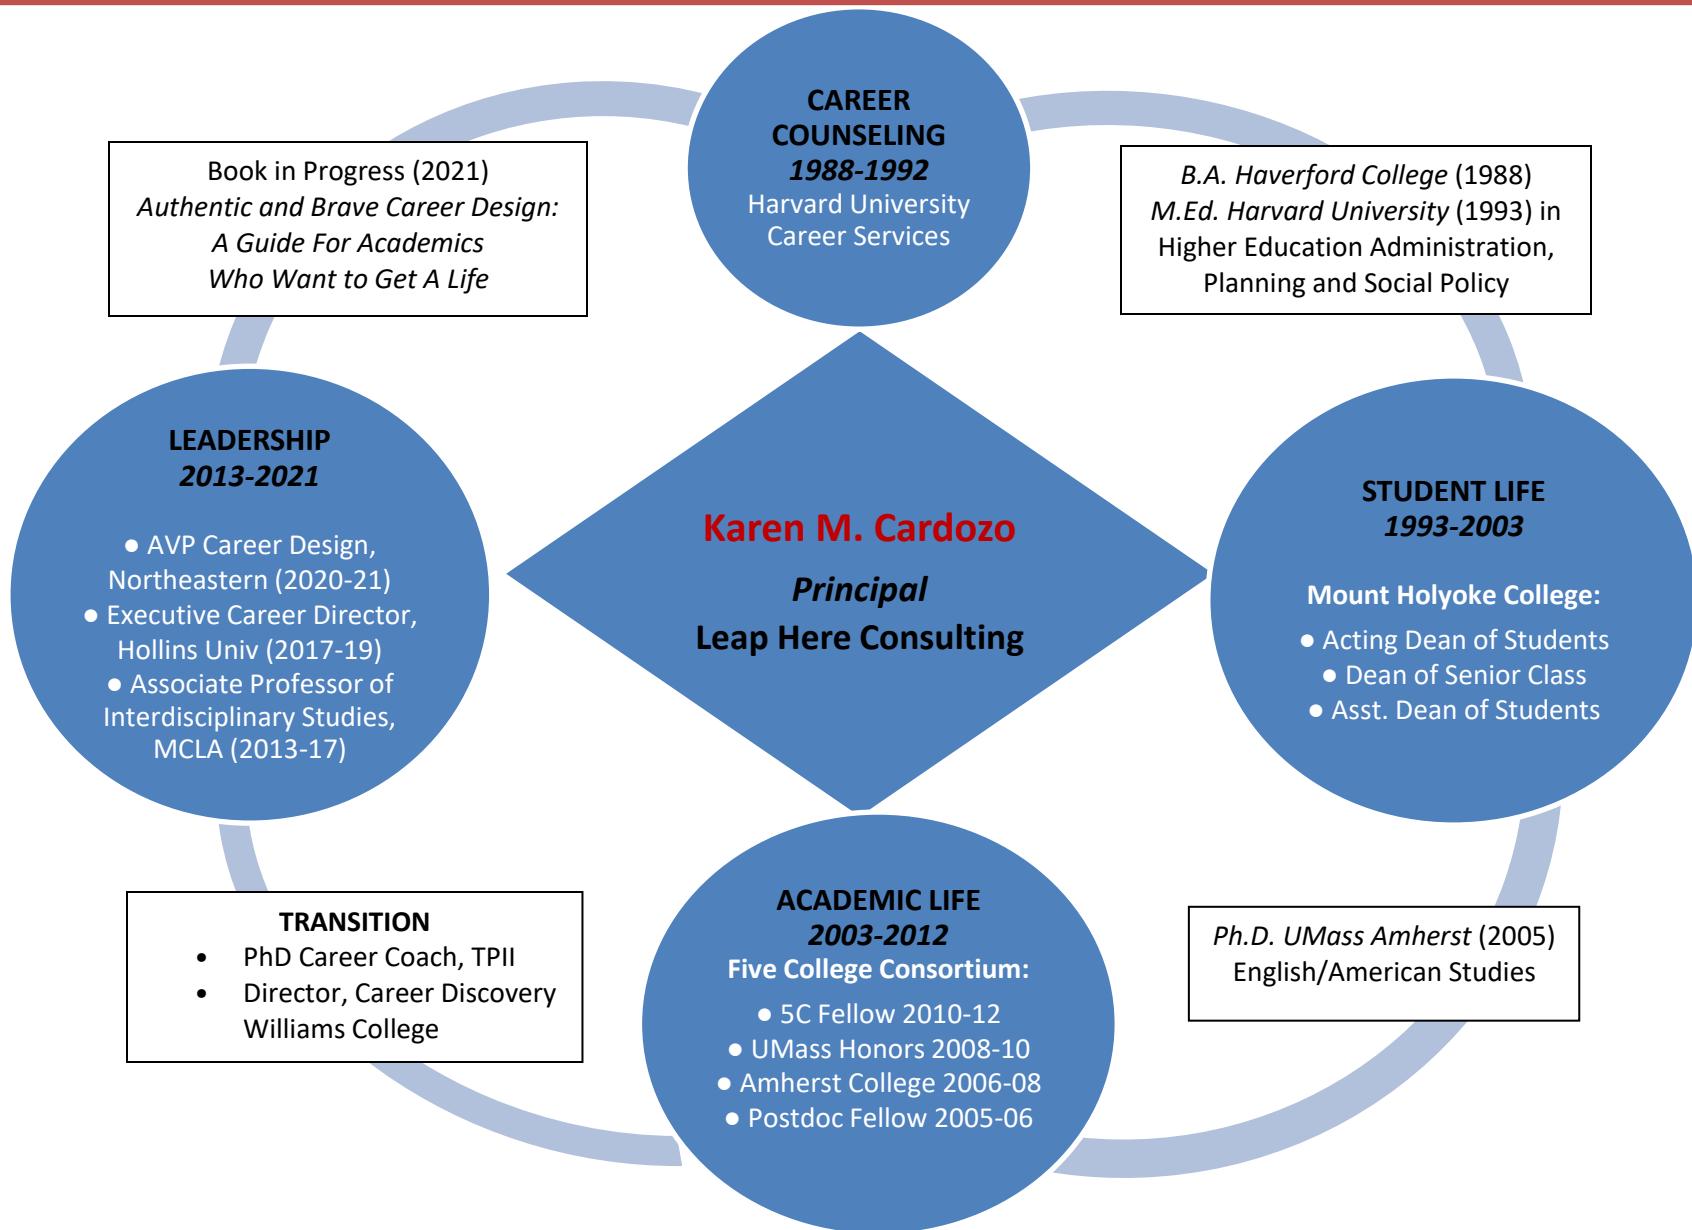 CAREER
COUNSELING
1988-1992
Harvard University
Career Services
Book in Progress (2021)
Authentic and Brave Career Design:
A Guide For Academics
Who Want to Get A Life
B.A. Haverford College (1988)
M.Ed. Harvard University (1993) in
Higher Education Administration,
Planning and Social Policy
LEADERSHIP
2013-2021
● AVP Career Design,
Northeastern (2020-21)
● Executive Career Director,
Hollins Univ (2017-19)
● Associate Professor of
Interdisciplinary Studies,
MCLA (2013-17)
Karen M. Cardozo
Principal
Leap Here Consulting
STUDENT LIFE
1993-2003
Mount Holyoke College:
● Acting Dean of Students
● Dean of Senior Class
● Asst. Dean of Students
TRANSITION
• PhD Career Coach, TPII
• Director, Career Discovery
Williams College
ACADEMIC LIFE
2003-2012
Five College Consortium:
● 5C Fellow 2010-12
● UMass Honors 2008-10
● Amherst College 2006-08
● Postdoc Fellow 2005-06
Ph.D. UMass Amherst (2005)
English/American Studies